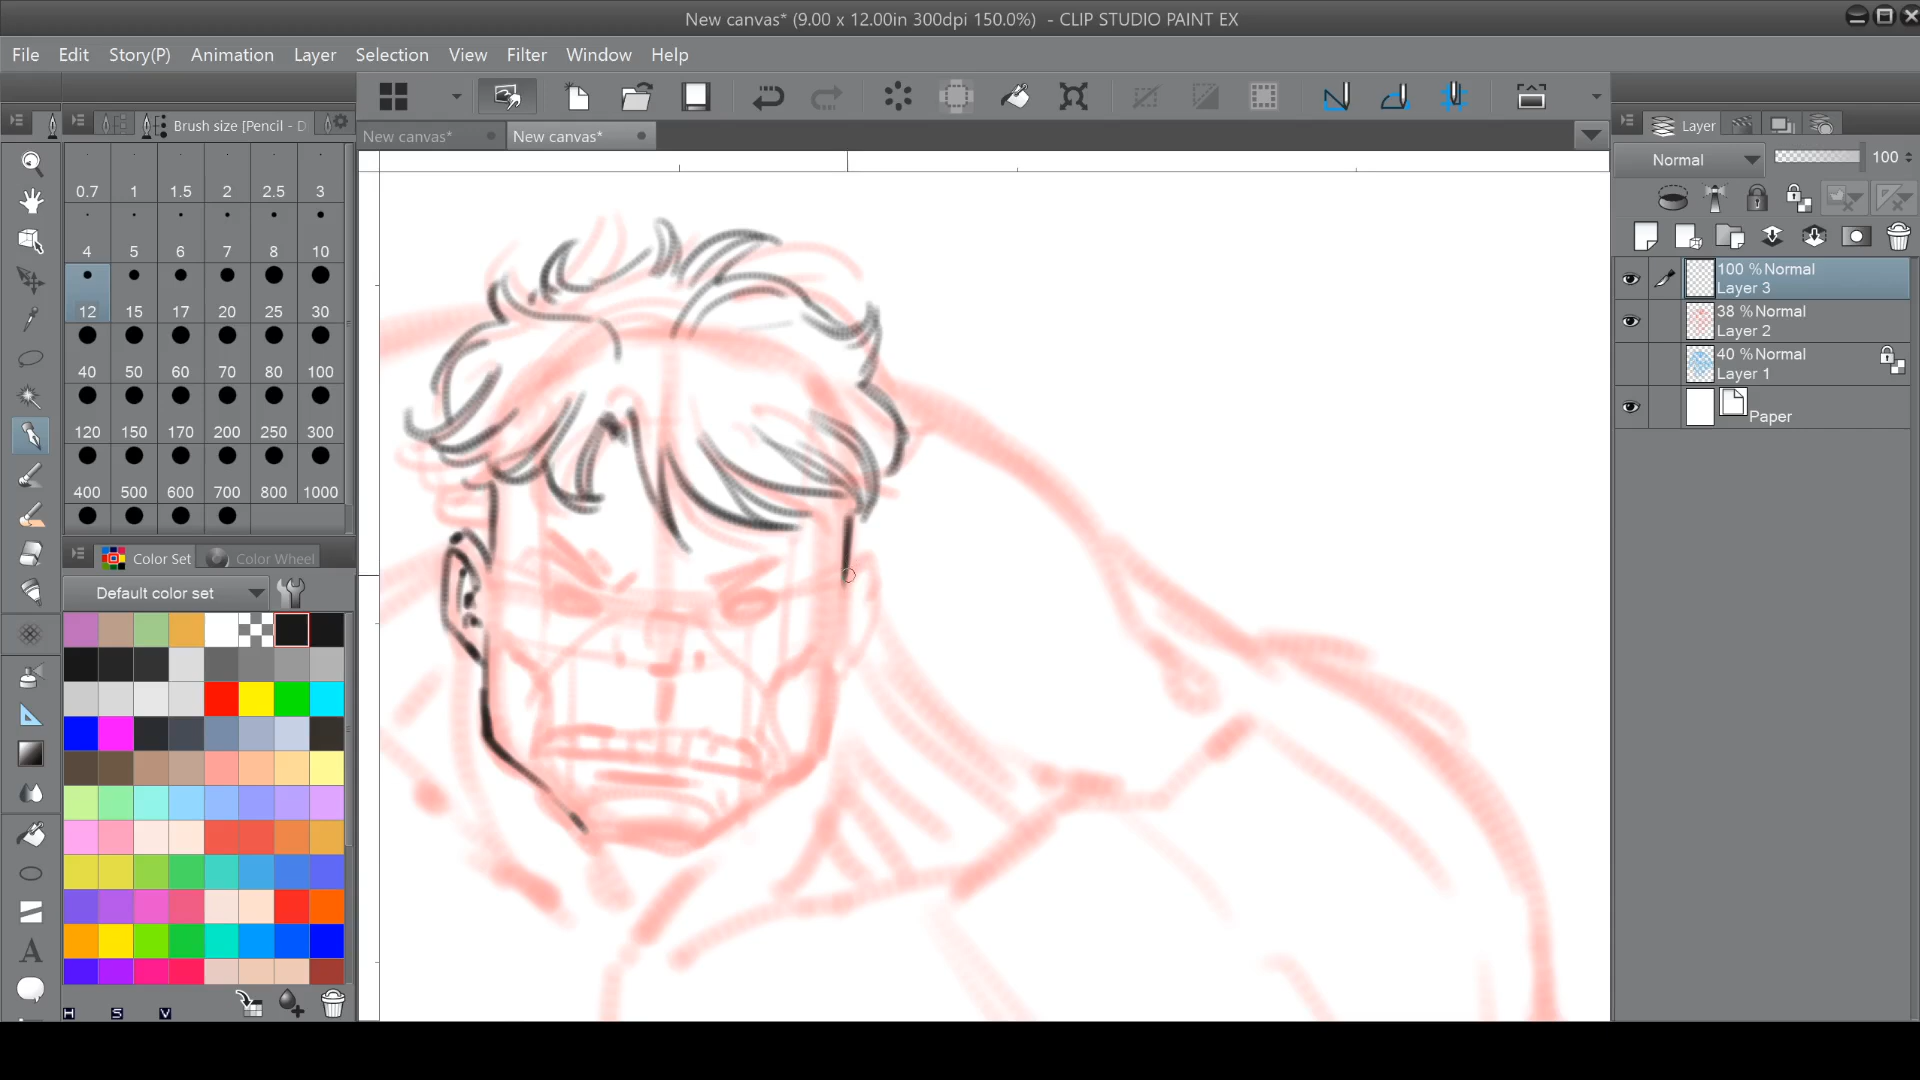 New canvas* (9.00 x 12.00in 300dpi 150.0%)  - CLIP STUDIO PAINT EX
File Edit Story(P) Animation Layer Selection View Filter Window Help
Brush size [Pencil - D
New canvas* New canvas*
Layer
0.7 1 1.5 2 2.5 3
4 5 6 7 8 10
12 15 17 20 25 30
40 50 60 70 80 100
120 150 170 200 250 300
400 500 600 700 800 1000
Color Set Color Wheel
Default color set
H S V
Normal 100
100 % Normal
Layer 3
38 % Normal
Layer 2
40 % Normal
Layer 1
Paper